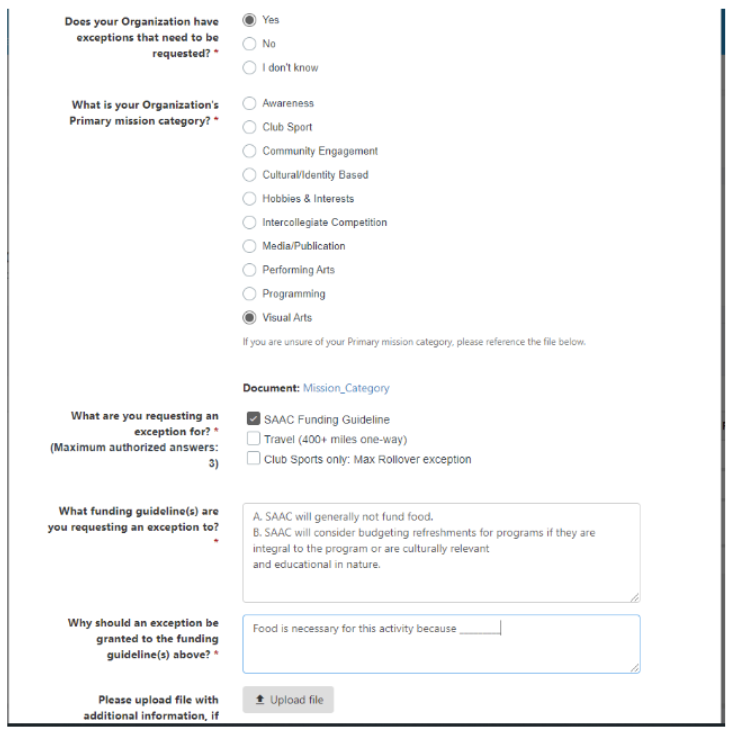 Does your Organization have
exceptions that need to be
requested? *
Yes
No
I don't know
What is your Organization's
Primary mission category? *
Awareness
Club Sport
Community Engagement
Cultural/Identity Based
Hobbies & Interests
Intercollegiate Competition
Media/Publication
Performing Arts
Programming
Visual Arts
If you are unsure of your Primary mission category, please reference the file below.
Document: Mission_Category
What are you requesting an
exception for? *
(Maximum authorized answers:
3)
SAAC Funding Guideline
Travel (400+ miles one-way)
Club Sports only: Max Rollover exception
What funding guideline(s) are
you requesting an exception to?
*
A. SAAC will generally not fund food.
B. SAAC will consider budgeting refreshments for programs if they are
integral to the program or are culturally relevant
and educational in nature.
Why should an exception be
granted to the funding
guideline(s) above? *
Food is necessary for this activity because _______
Please upload file with
additional information, if
Upload file